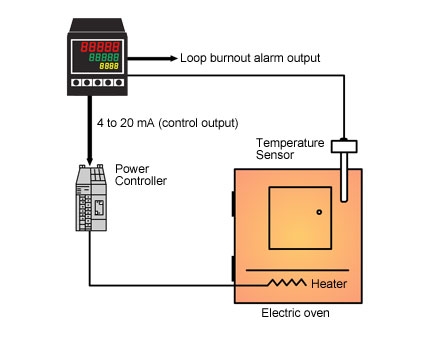 88888
88888
8888
Loop burnout alarm output
4 to 20 mA (control output)
Temperature
Sensor
Power
Controller
Heater
Electric oven